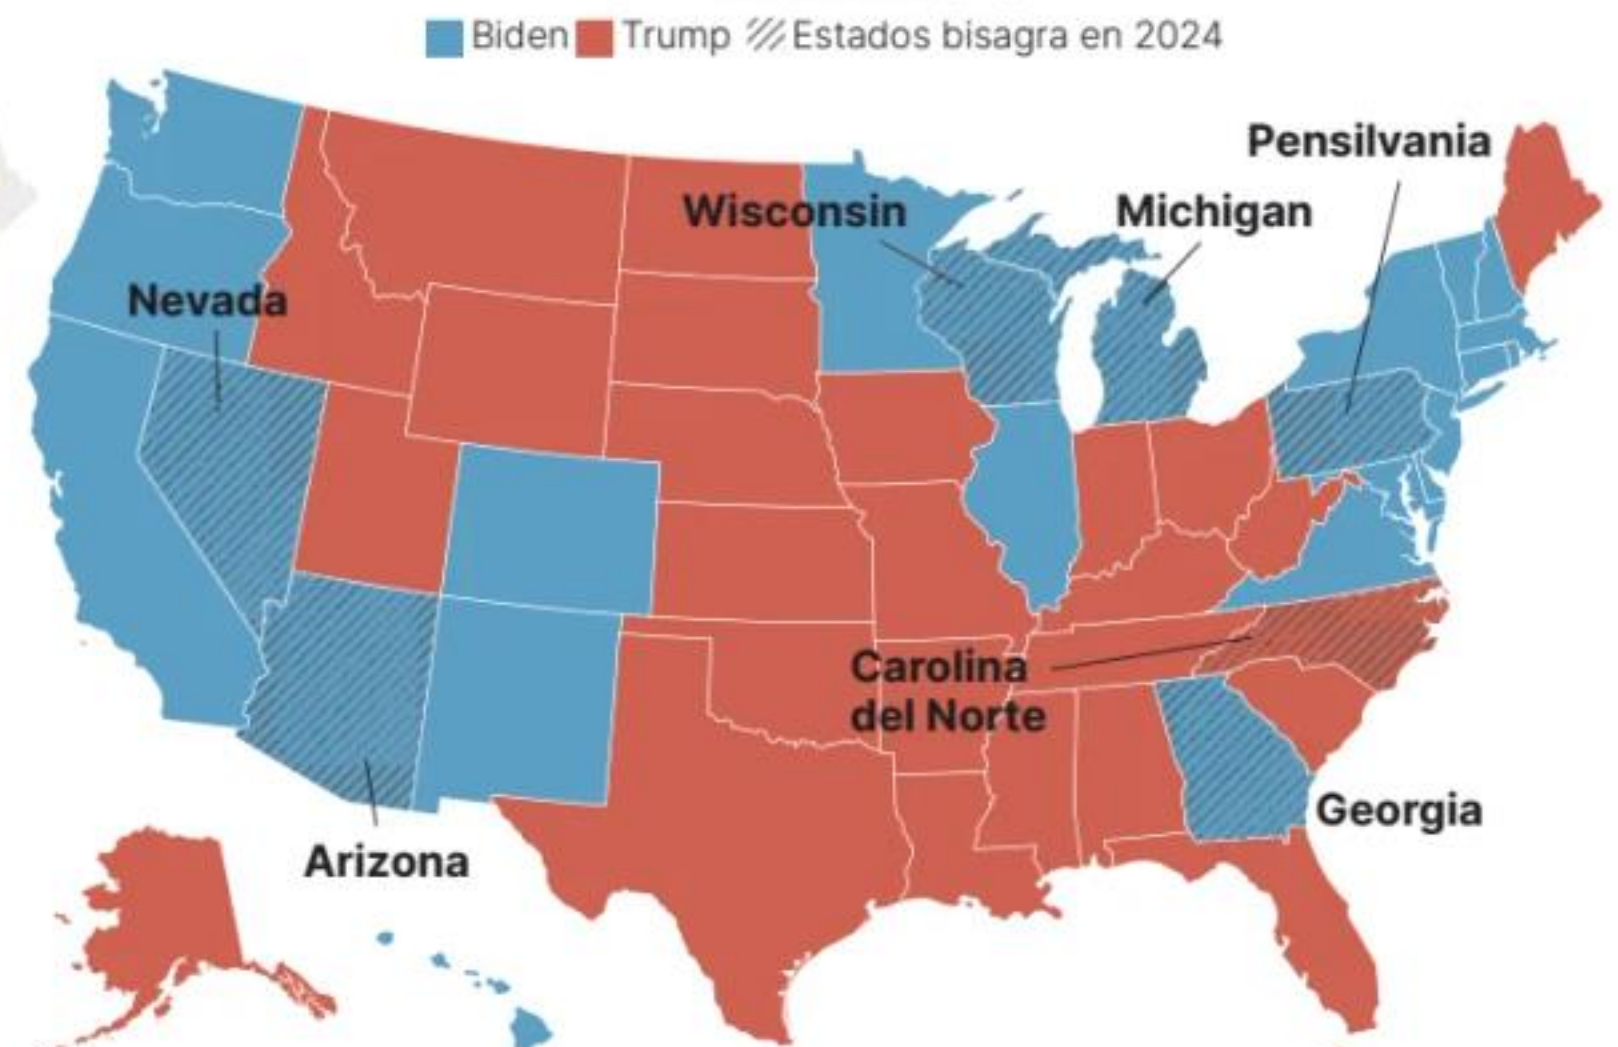 Biden Trump Estados bisagra en 2024
Pensilvania
Wisconsin
Michigan
Nevada
Carolina
del Norte
Georgia
Arizona